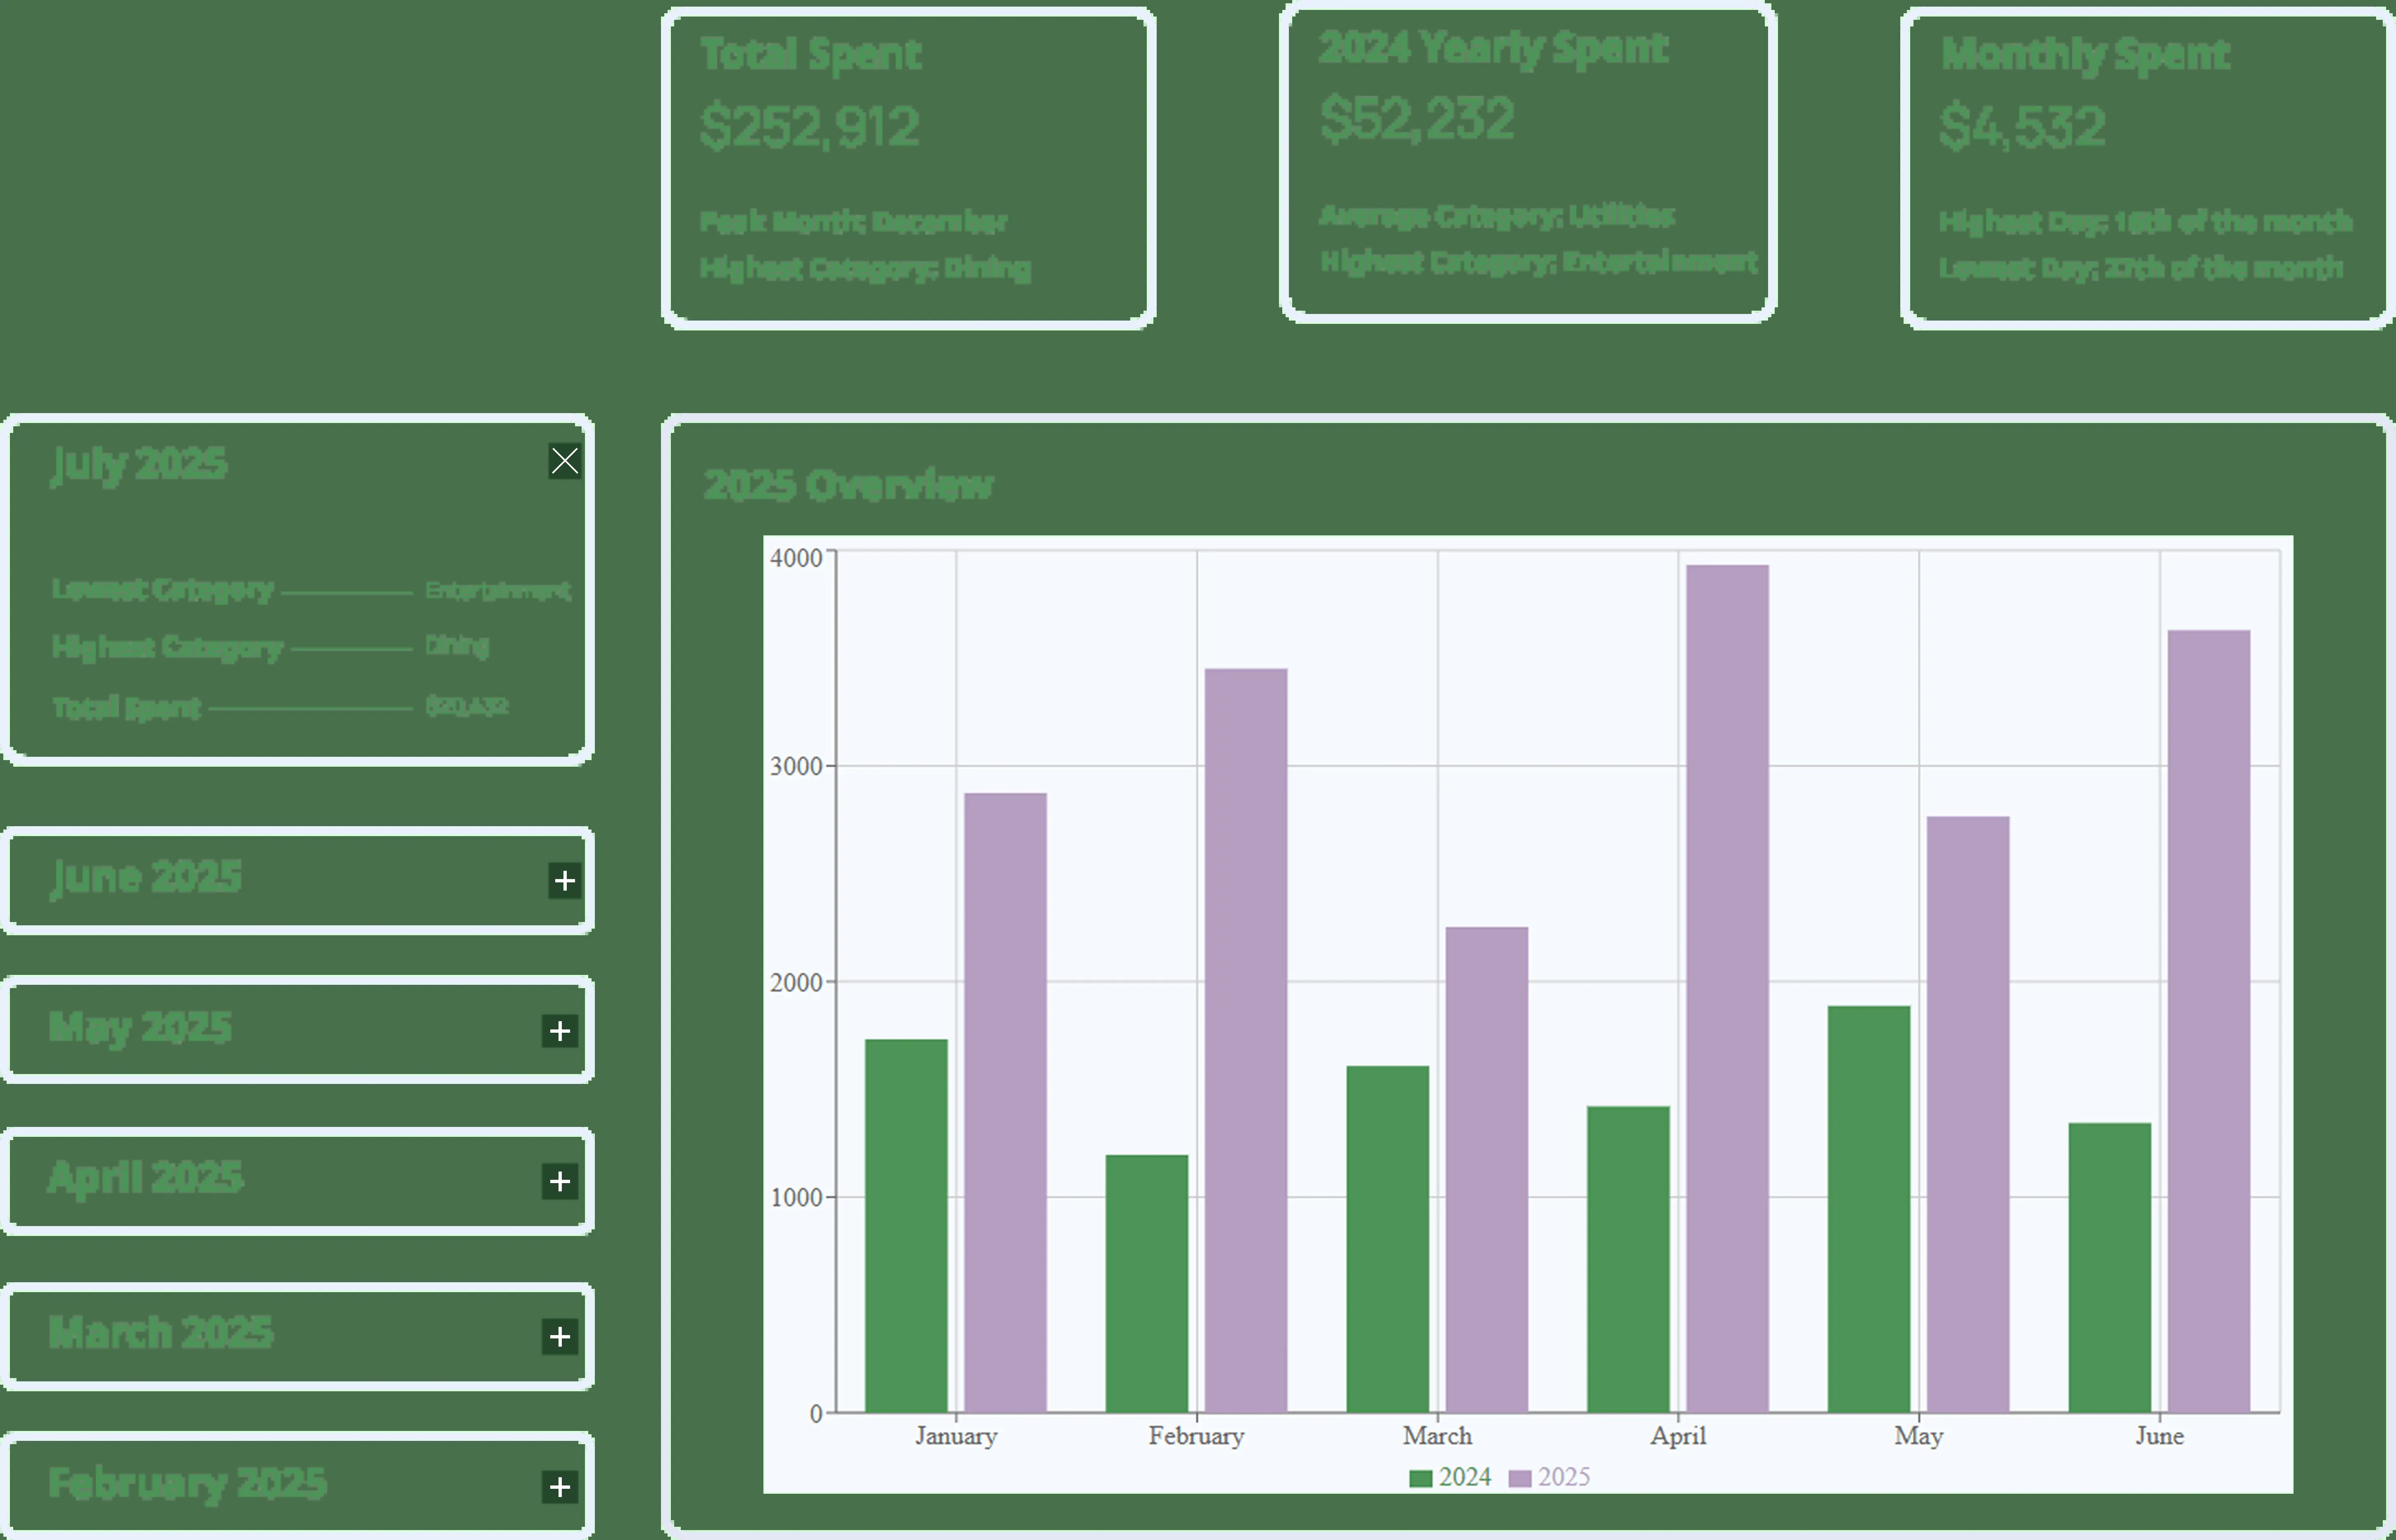 Total Spent
$252,912
Peak Month: December
Highest Category: Dining
2024 Yearly Spent
$52,232
Average Category: Utilities
Highest Category: Entertainment
Monthly Spent
$4,532
Highest Day: 16th of the month
Lowest Day: 27th of the month
July 2025
Lowest Category Entertainment
Highest Category Dining
Total Spent
June 2025
May 2025
April 2025
March 2025
February 2025
2025 Overview
4000
3000
2000
1000
0
January February March April May June
2024 2025